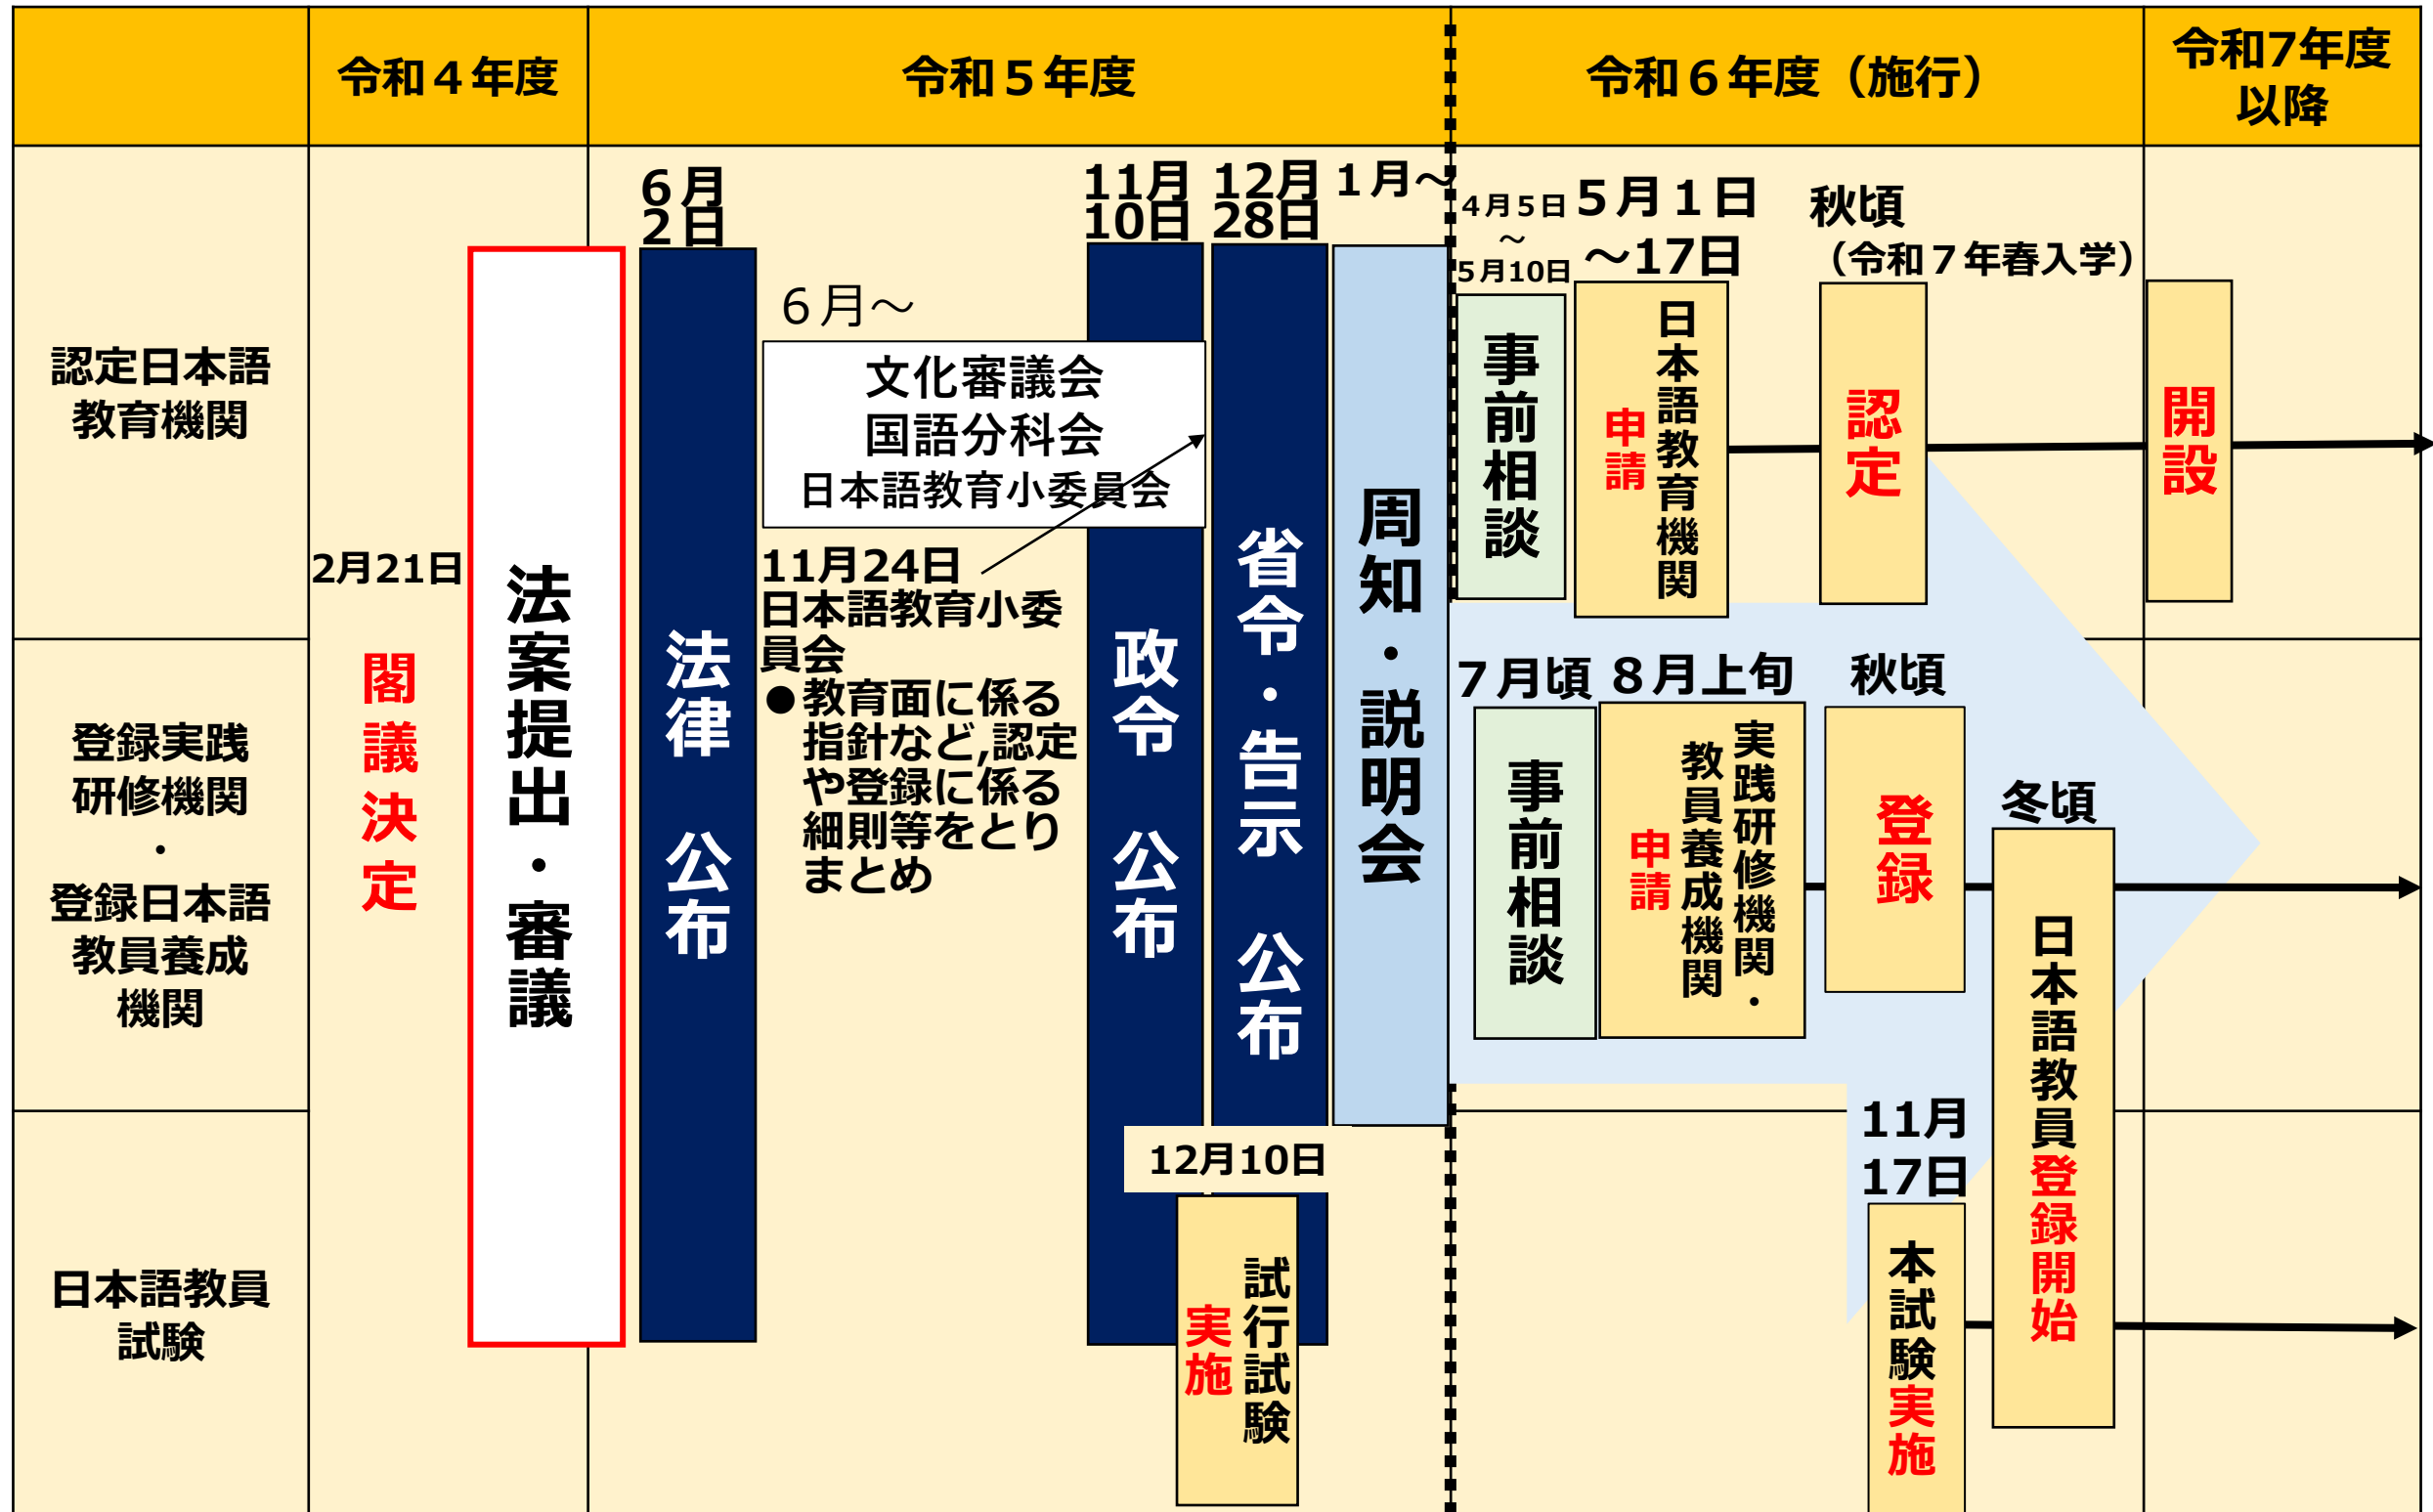 令和４年度
令和５年度
令和６年度（施行）
令和7年度
以降
認定日本語
教育機関
登録実践
研修機関
・
登録日本語
教員養成
機関
日本語教員
試験
2月21日
閣議決定
法案提出・審議
６月
２日
法律　公布
６月～
文化審議会
国語分科会
日本語教育小委員会
11月24日
日本語教育小委
員会
●教育面に係る
指針など,認定
や登録に係る
細則等をとり
まとめ
11月
10日
政令　公布
12月
28日
省令・告示　公布
１月～
周知・説明会
12月10日
試行試験
実施
４月５日
～
５月10日
事前相談
５月１日
～17日
日本語教育機関
申請
秋頃
（令和７年春入学）
認定
開設
７月頃
事前相談
８月上旬
実践研修機関・
教員養成機関
申請
秋頃
登録
冬頃
日本語教員登録開始
11月
17日
本試験実施